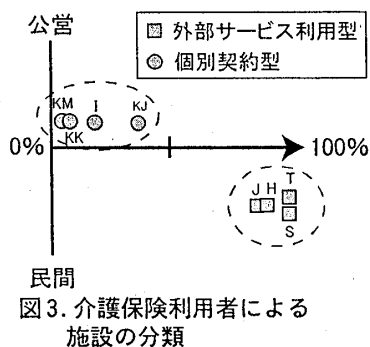 公営
外部サービス利用型
個別契約型
KM I KJ
KK
0% 100%
J H T
S
民間
図3.介護保険利用者による
施設の分類